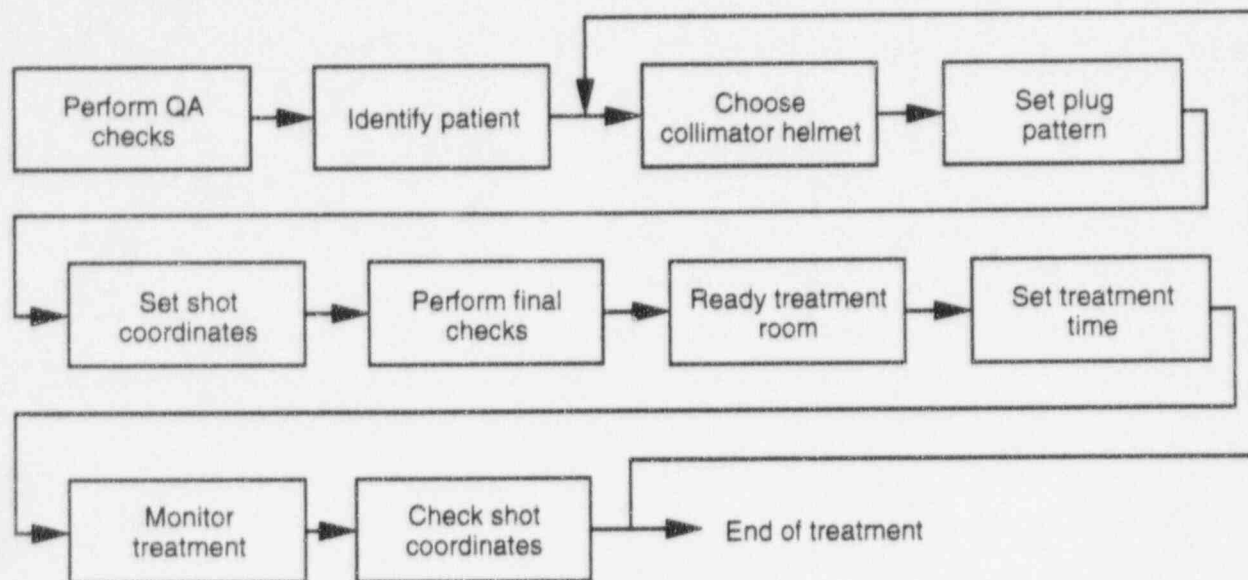 Perform QA
checks
Identify patient
Choose
collimator helmet
Set plug
pattern
Set shot
coordinates
Perform final
checks
Ready treatment
room
Set treatment
time
Monitor
treatment
Check shot
coordinates
End of treatment